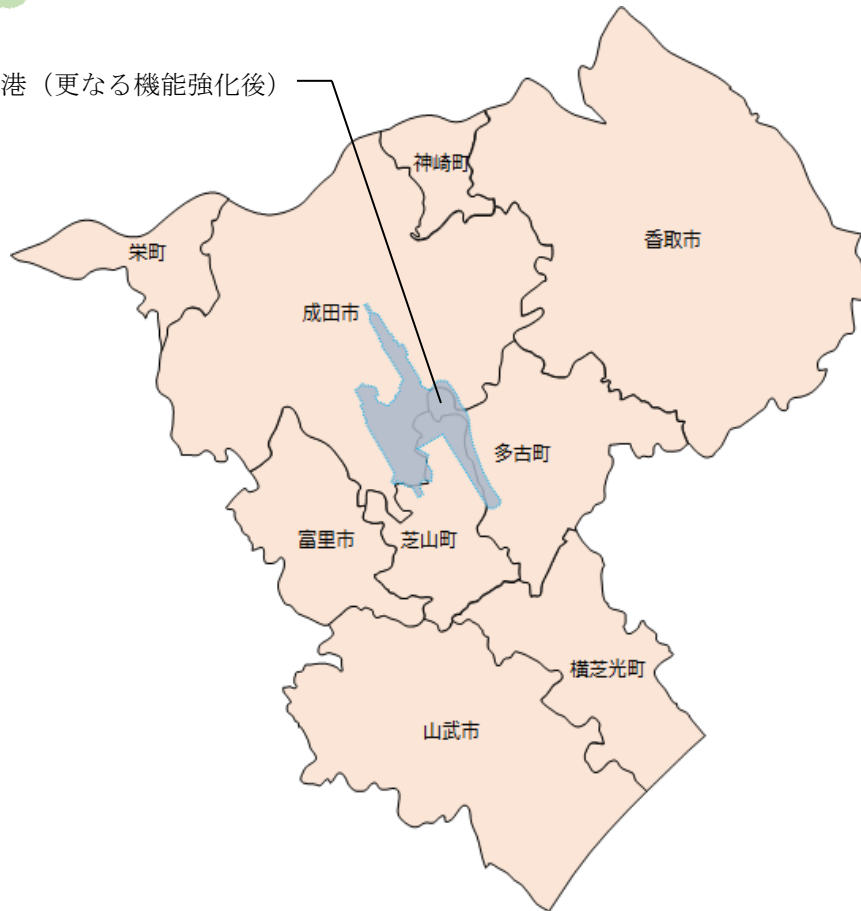 港（更なる機能強化後）
神崎町
香取市
栄町
成田市
多古町
富里市
芝山町
横芝光町
山武市